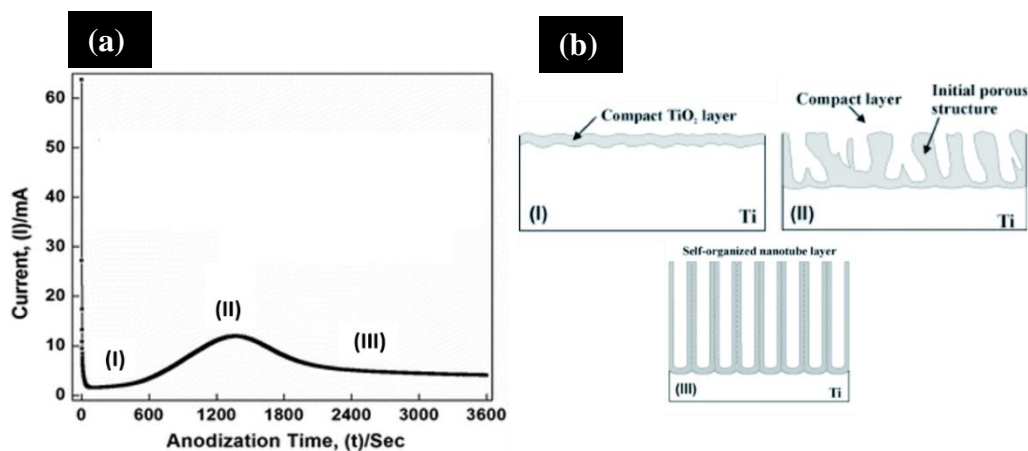 (a)
60
50
40
30
20
10
0
Current, (I)/mA
(I)
(II)
(III)
0 600 1200 1800 2400 3000 3600
Anodization Time, (t)/Sec
(b)
Compact TiO₂ layer
(I)
Ti
Compact layer
Initial porous
structure
(II)
Ti
Self-organized nanotube layer
(III)
Ti